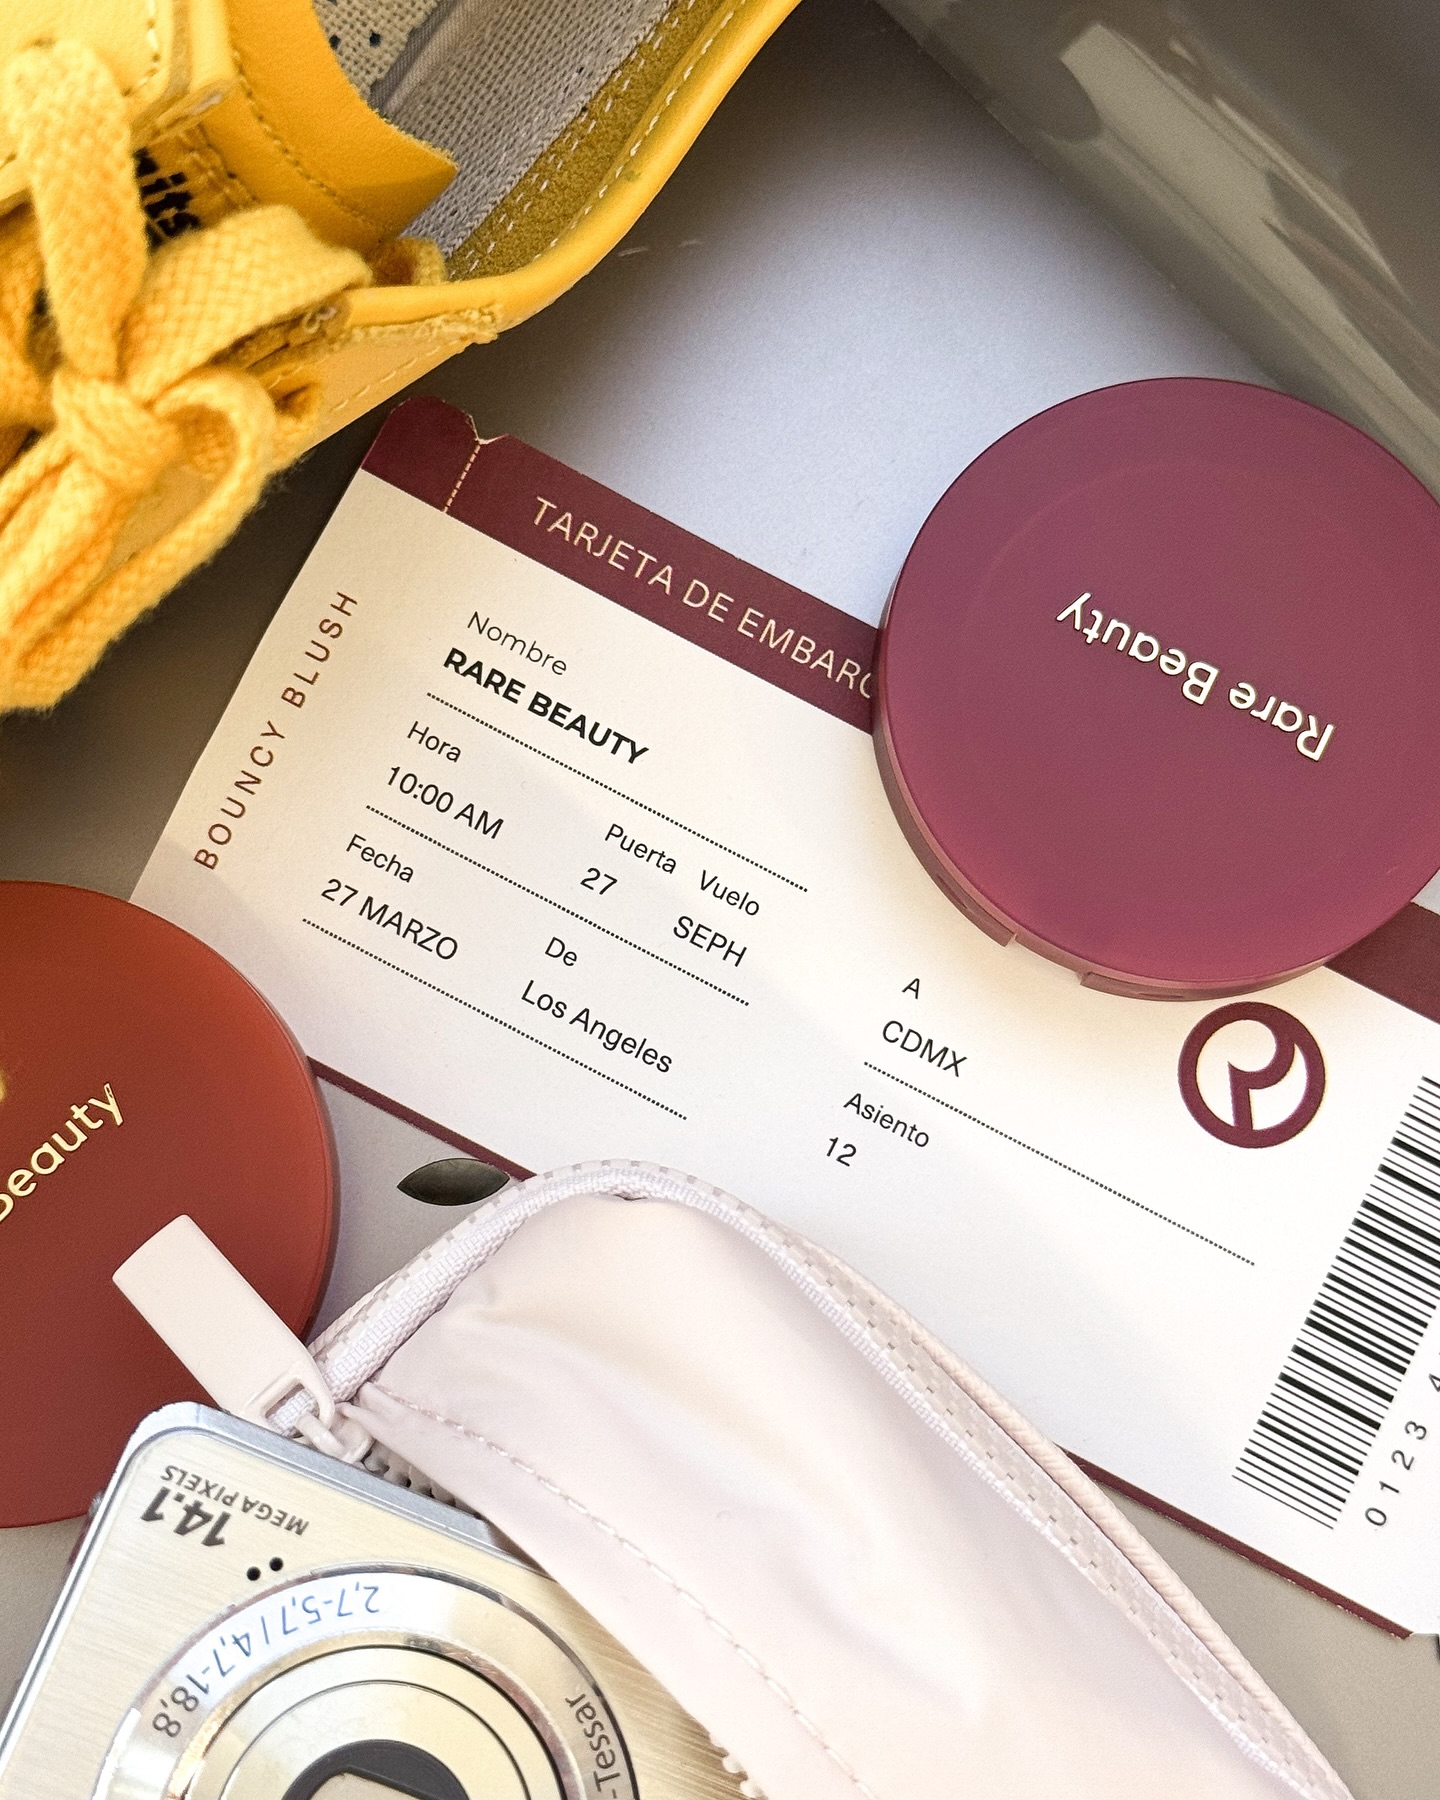 nits
TARJETA DE EMBARQ
BOUNCY BLUSH
Nombre
RARE BEAUTY
Hora
10:00 AM
Puerta
27
Vuelo
SEPH
Fecha
27 MARZO
De
Los Angeles
A
CDMX
Asiento
12
0123 4
Rare Beauty
Beauty
14.1
MEGA PIXELS
2,7-5,7 / 4,7-18,8
-Tessar